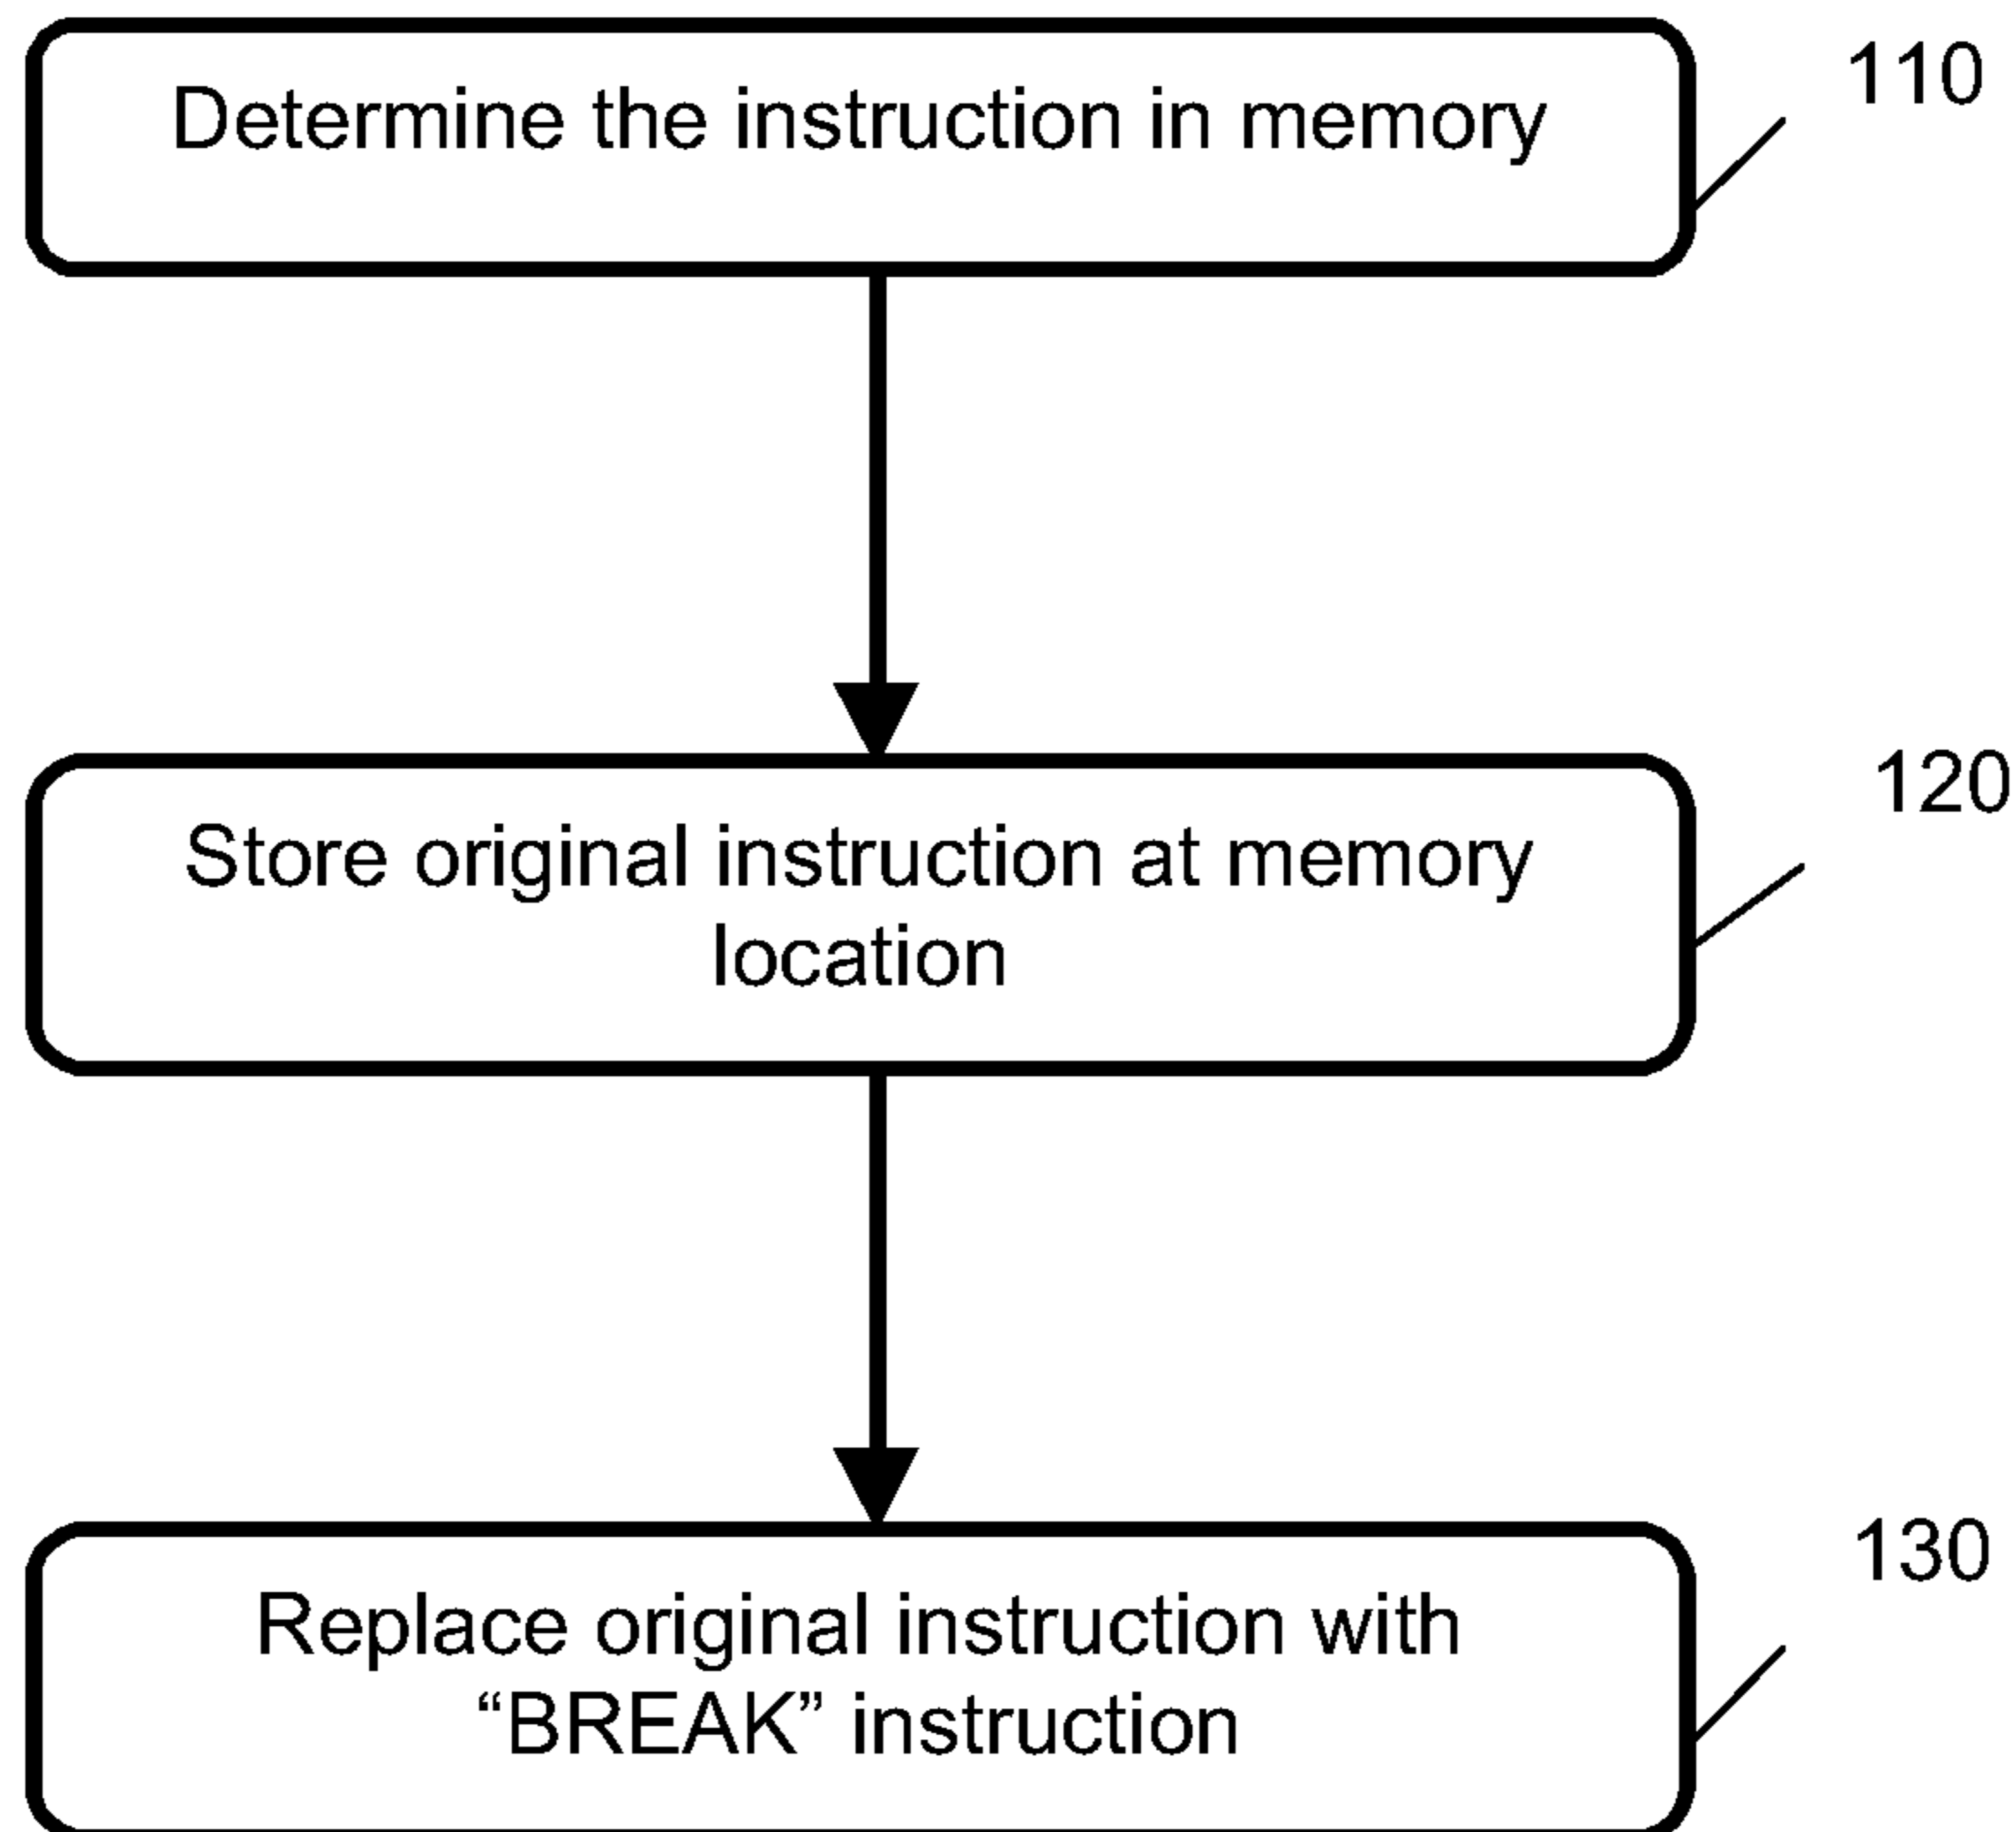 110
Determine the instruction in memory
120
Store original instruction at memory
location
130
Replace original instruction with
“BREAK” instruction